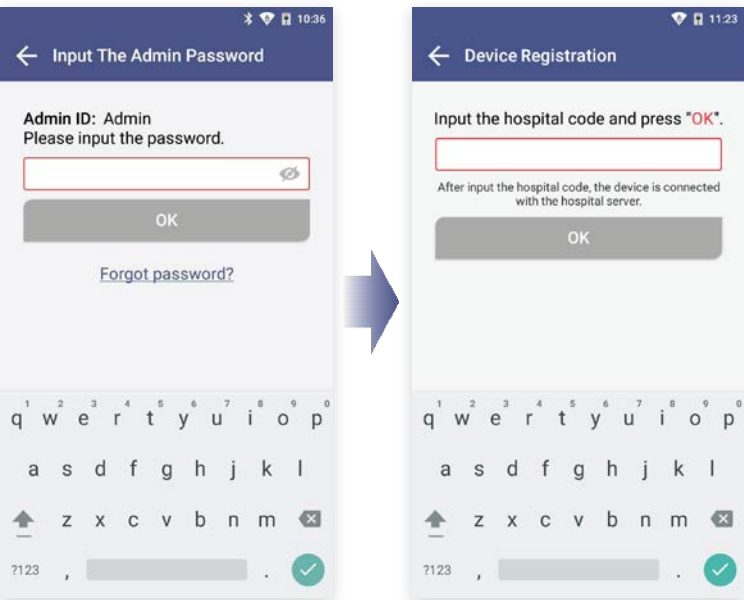 10:36
Input The Admin Password
Admin ID: Admin
Please input the password.
OK
Forgot password?
1 2 3 4 5 6 7 8 9 0
q w e r t y u i o p
a s d f g h j k l
z x c v b n m
?123 , .
11:23
Device Registration
Input the hospital code and press "OK".
After input the hospital code, the device is connected
with the hospital server.
OK
1 2 3 4 5 6 7 8 9 0
q w e r t y u i o p
a s d f g h j k l
z x c v b n m
?123 , .